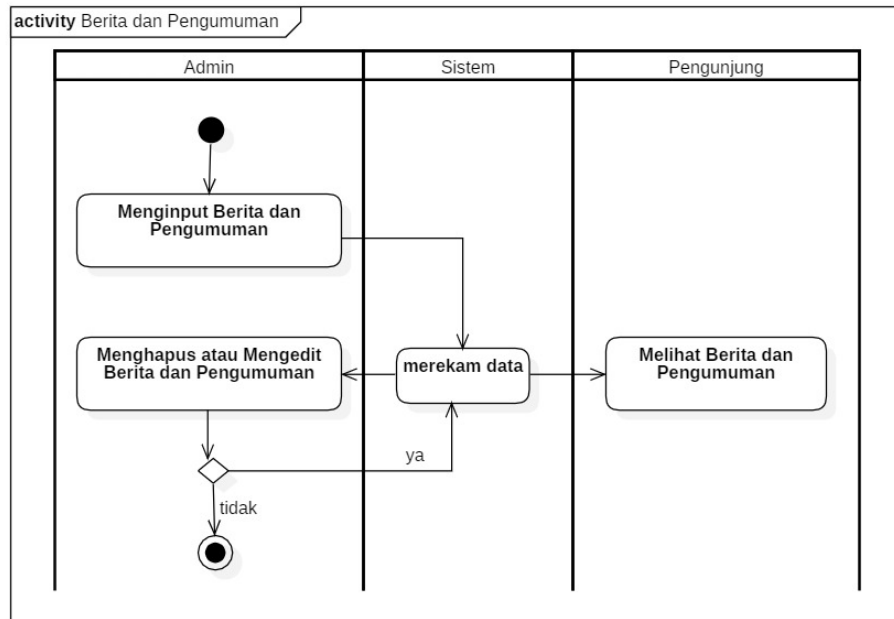 activity Berita dan Pengumuman
Admin
Sistem
Pengunjung
Menginput Berita dan
Pengumuman
Menghapus atau Mengedit
Berita dan Pengumuman
merekam data
Melihat Berita dan
Pengumuman
ya
tidak